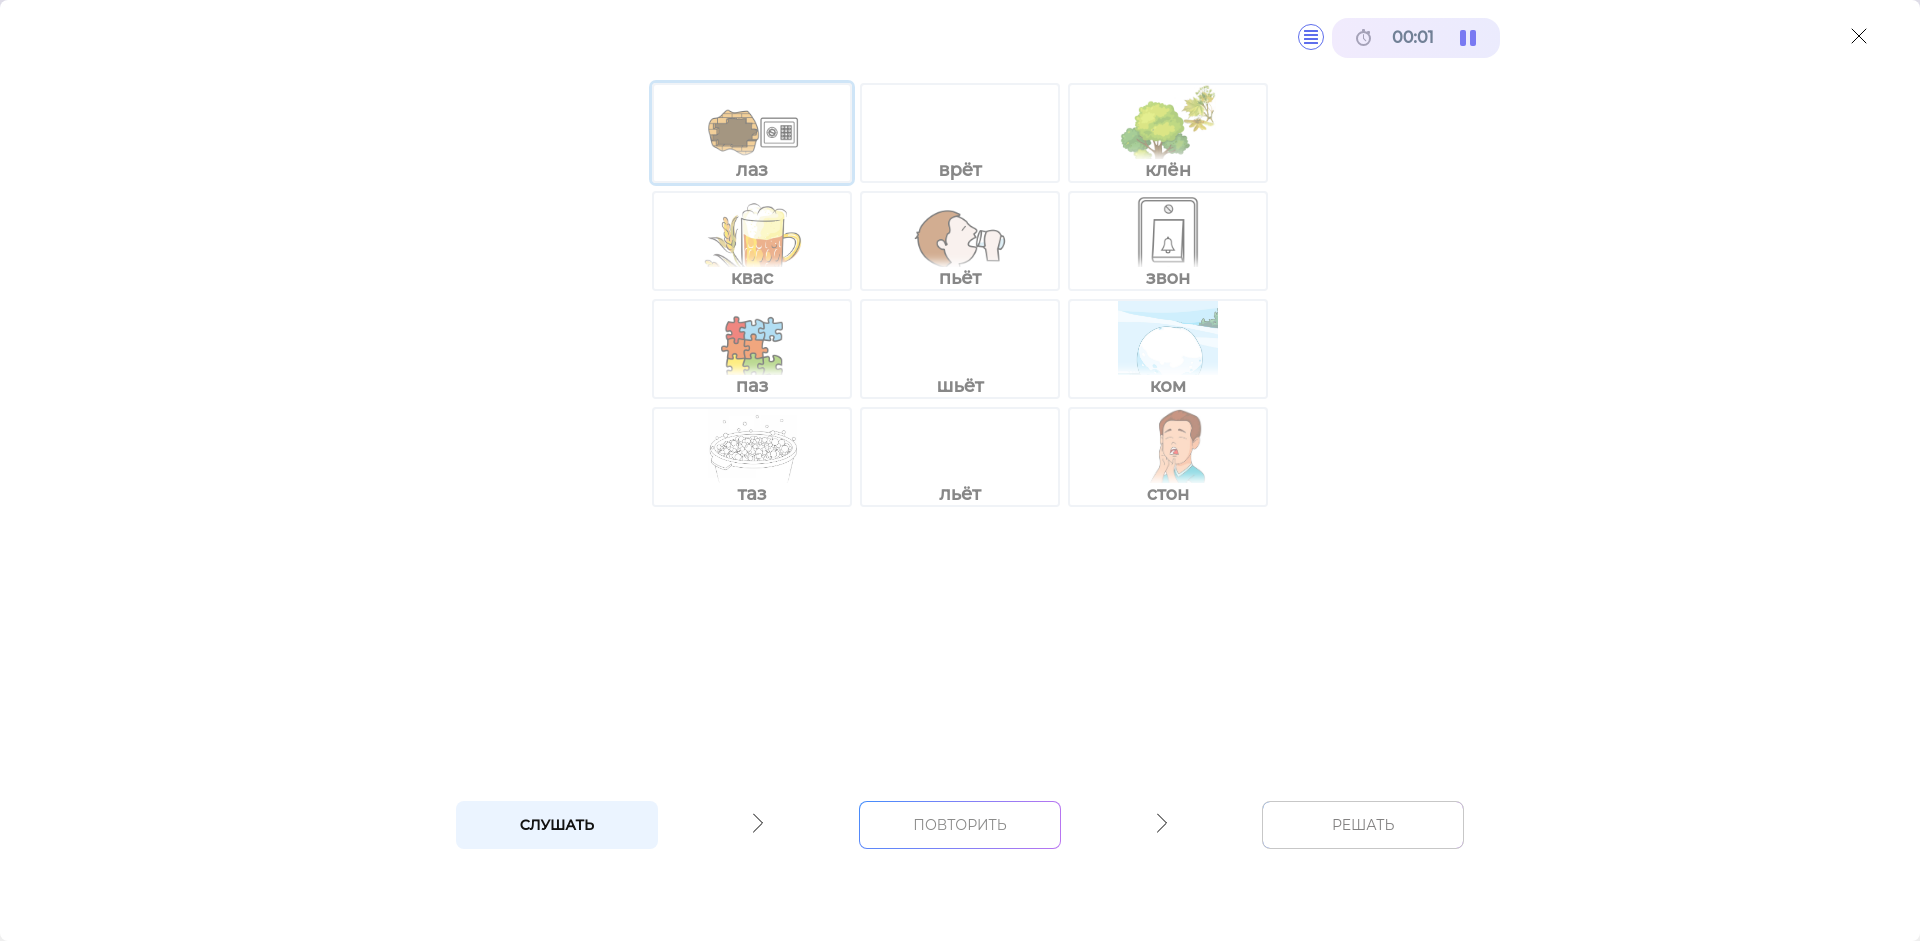 00:01
лаз врёт клён
квас пьёт звон
паз шьёт ком
таз льёт стон
СЛУШАТЬ ПОВТОРИТЬ РЕШАТЬ